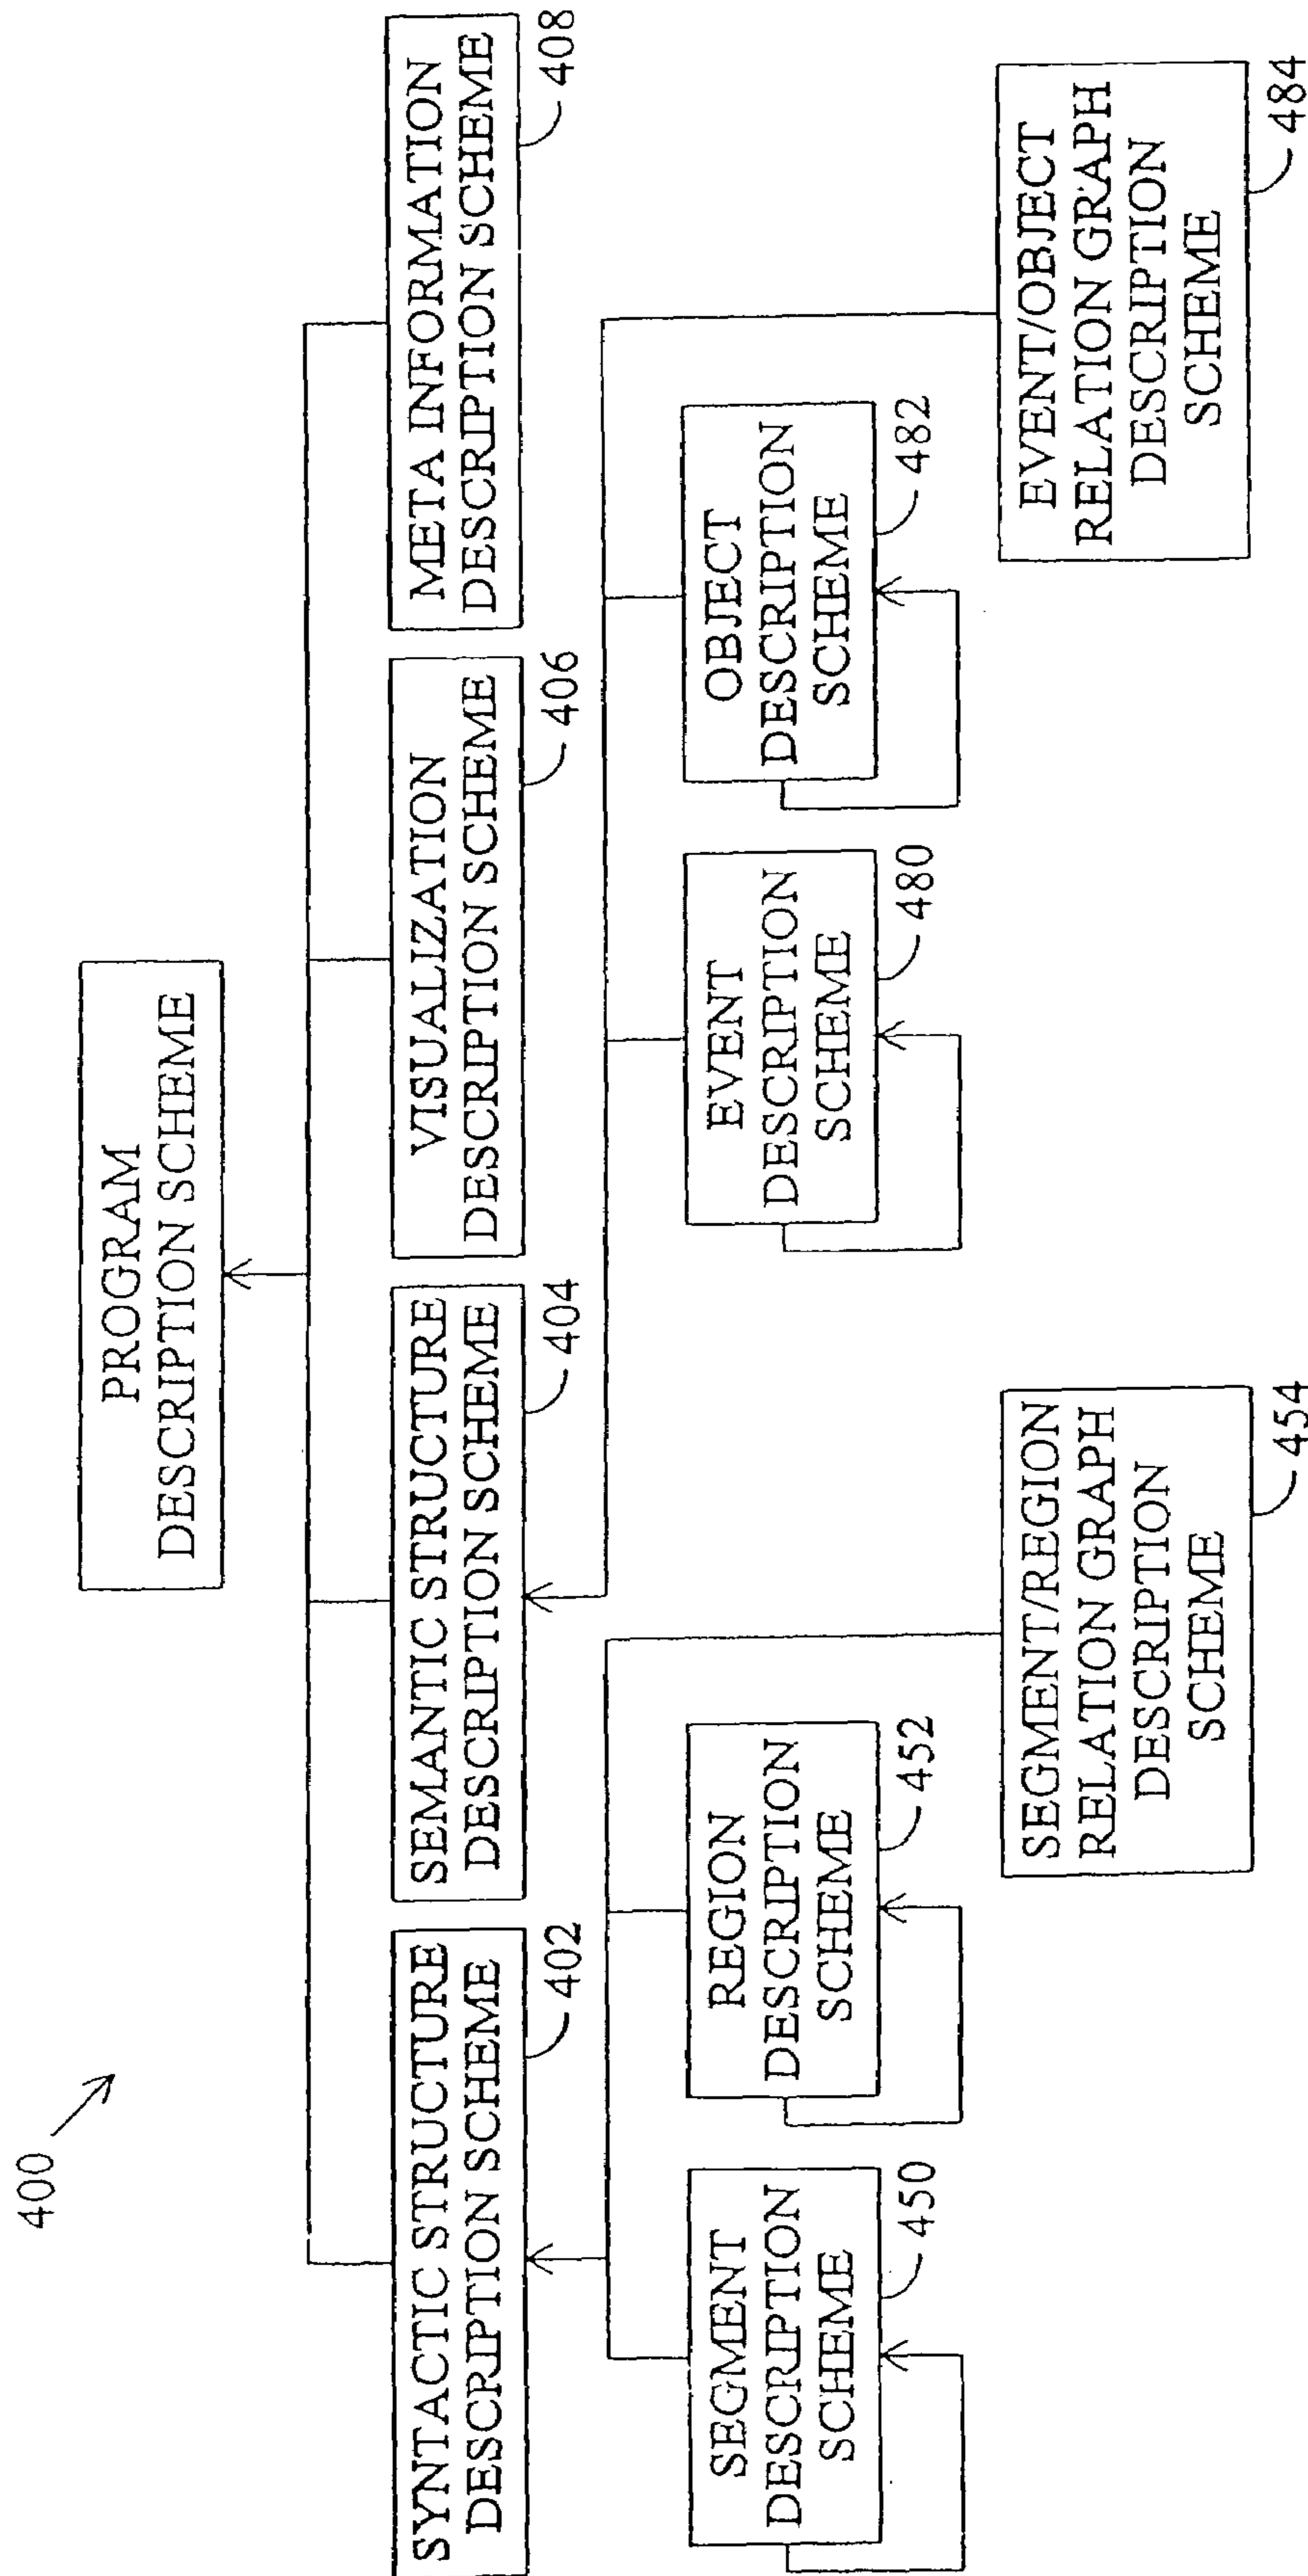 400
PROGRAM
DESCRIPTION SCHEME
SYNTACTIC STRUCTURE
DESCRIPTION SCHEME
402
SEMANTIC STRUCTURE
DESCRIPTION SCHEME
404
VISUALIZATION
DESCRIPTION SCHEME
406
META INFORMATION
DESCRIPTION SCHEME
408
SEGMENT
DESCRIPTION
SCHEME
450
REGION
DESCRIPTION
SCHEME
452
EVENT
DESCRIPTION
SCHEME
480
OBJECT
DESCRIPTION
SCHEME
482
SEGMENT/REGION
RELATION GRAPH
DESCRIPTION
SCHEME
454
EVENT/OBJECT
RELATION GRAPH
DESCRIPTION
SCHEME
484